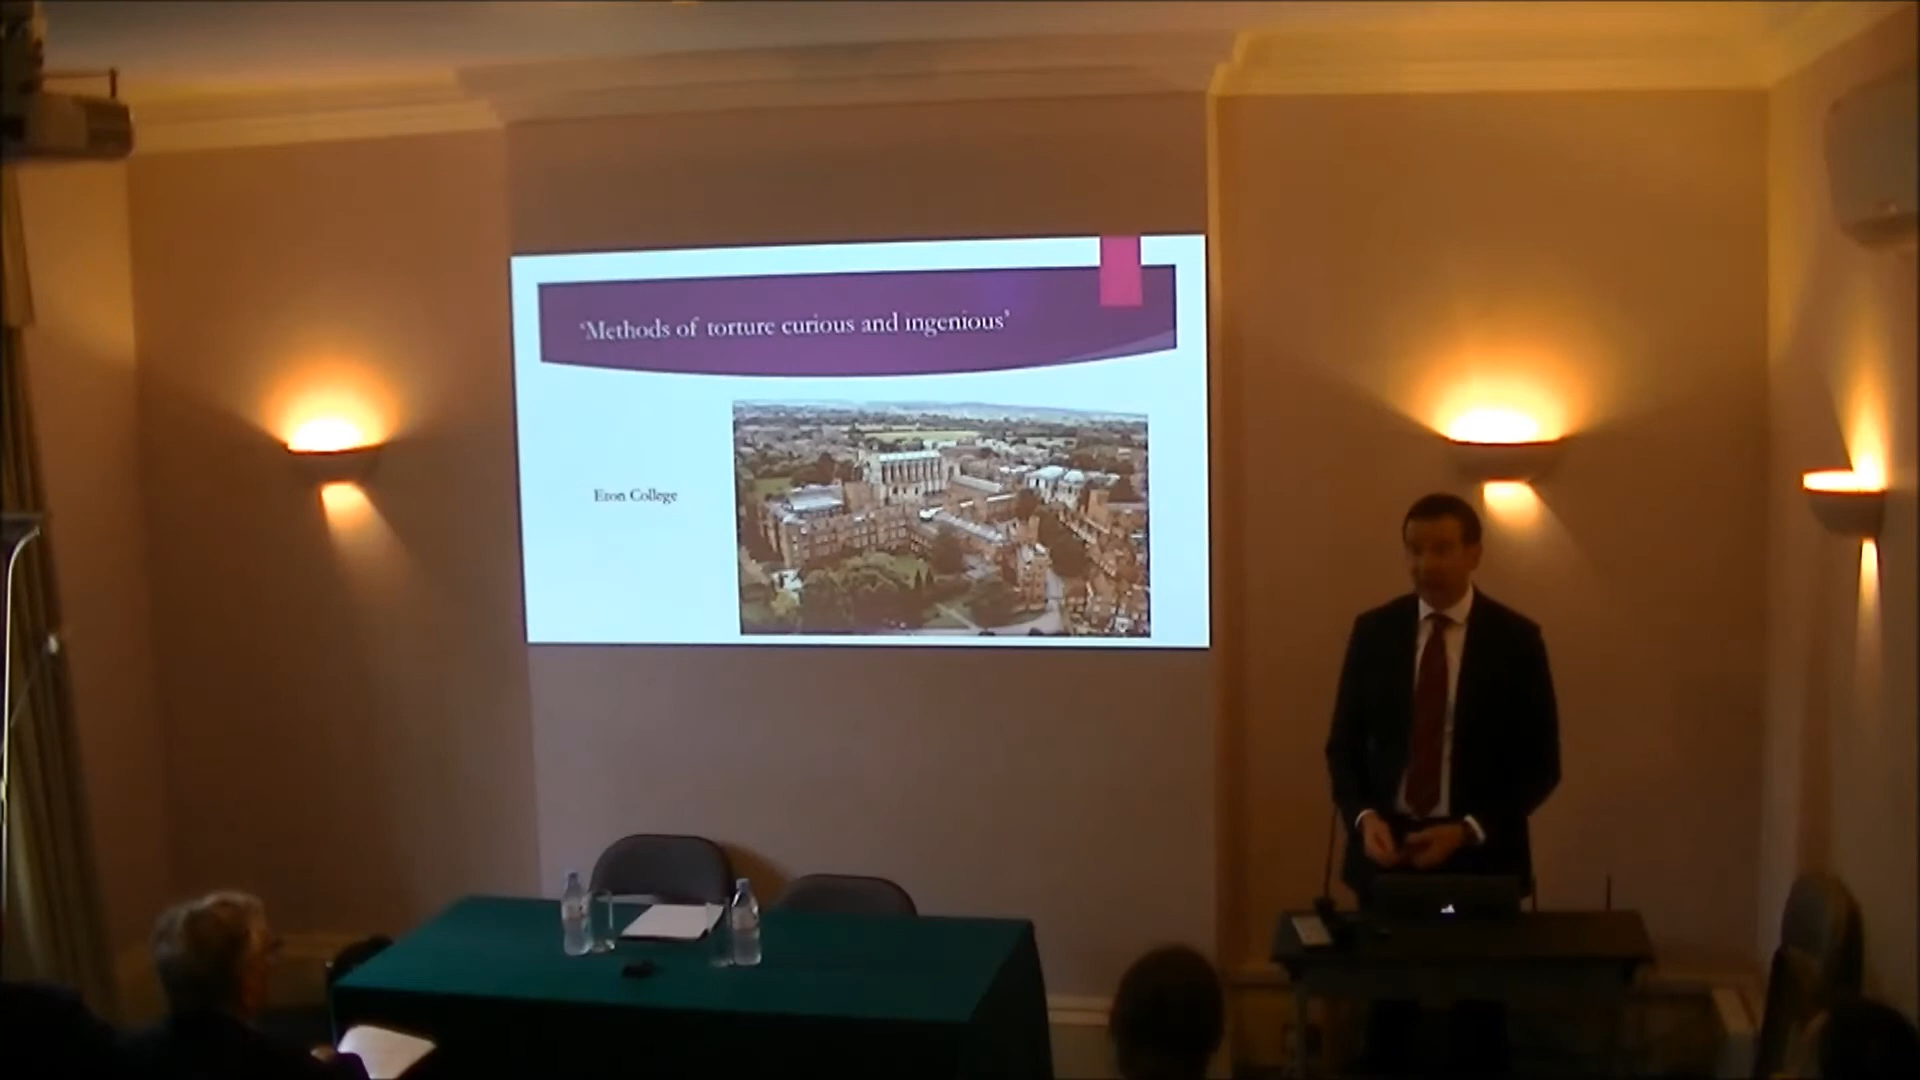 ‘Methods of torture curious and ingenious’
Eton College